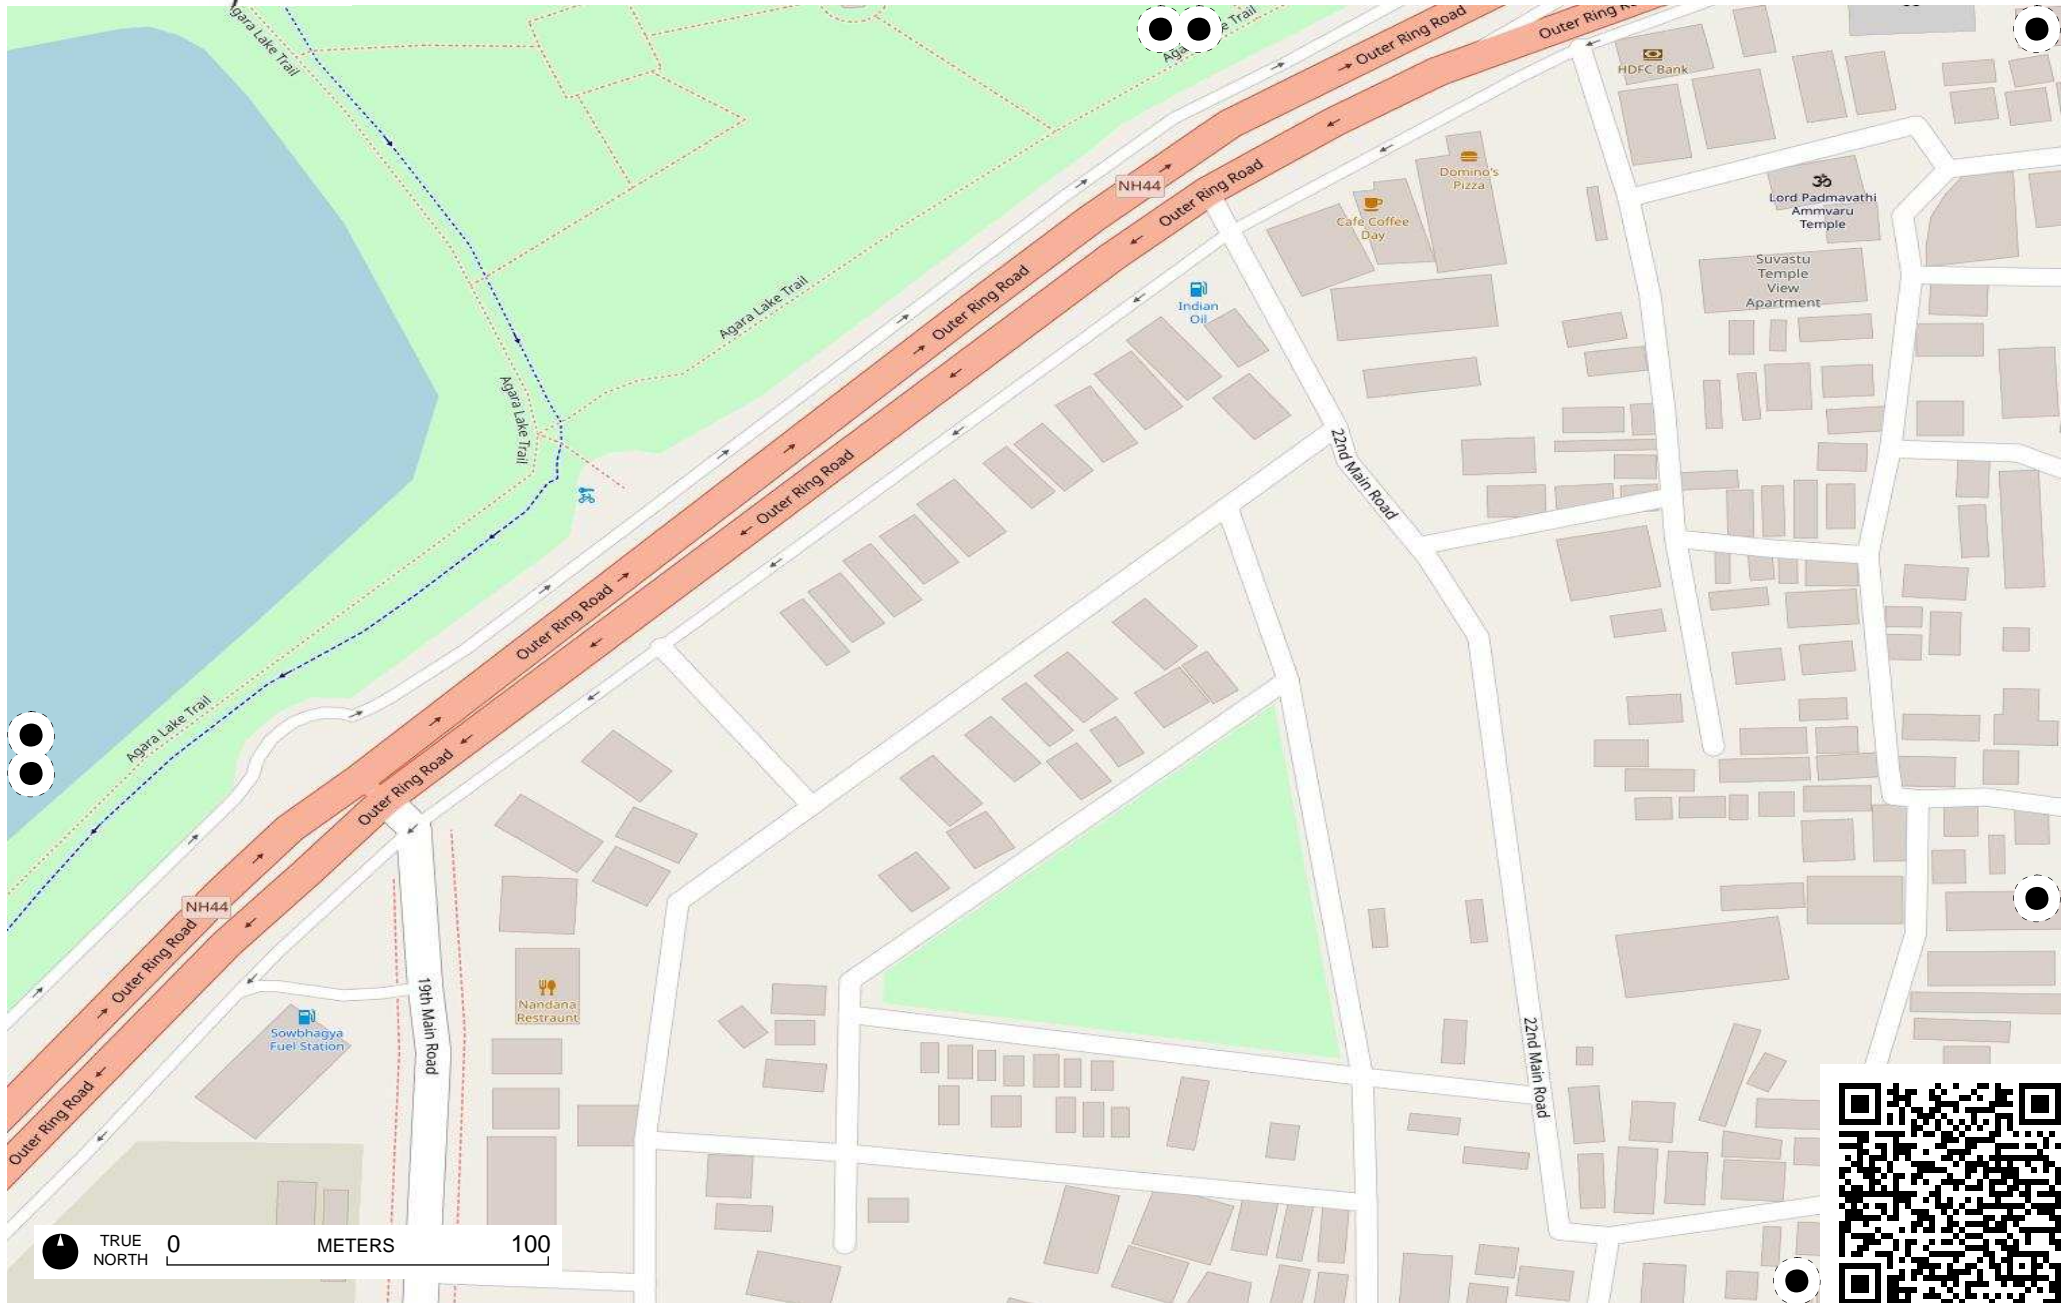 Agara Lake Trail
Agara Lake Trail
Outer Ring Road
Outer Ring
HDFC Bank
Domino's
Pizza
NH44
Outer Ring Road
Cafe Coffee
Day
Lord Padmavathi
Ammvaru
Temple
Suvastu
Temple
View
Apartment
Indian
Oil
Outer Ring Road
Agara Lake Trail
Agara Lake Trail
22nd Main Road
Outer Ring Road
Outer Ring Road
Agara Lake Trail
Outer Ring Road
NH44
Outer Ring Road
19th Main Road
Nandana
Restraunt
Sowbhagya
Fuel Station
22nd Main Road
Outer Ring Road
TRUE
NORTH
0
METERS
100